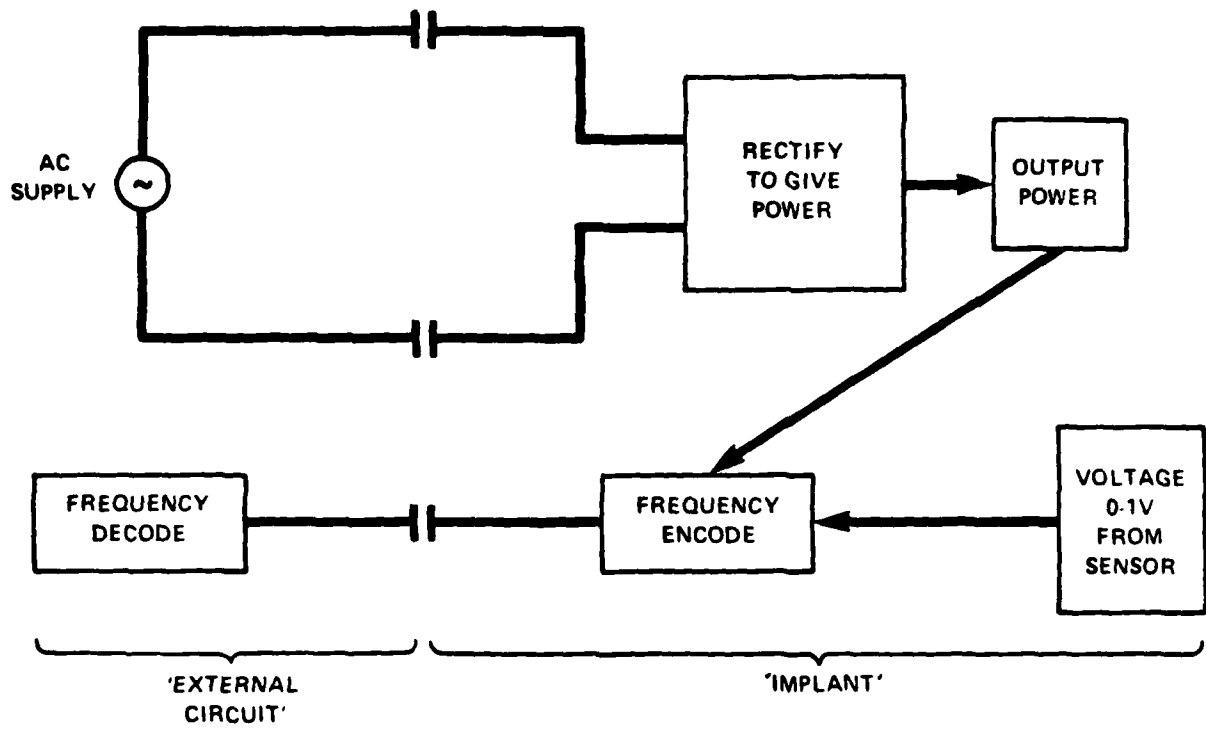 AC
SUPPLY
~
RECTIFY
TO GIVE
POWER
OUTPUT
POWER
FREQUENCY
DECODE
FREQUENCY
ENCODE
VOLTAGE
0-1V
FROM
SENSOR
'EXTERNAL
CIRCUIT'
'IMPLANT'